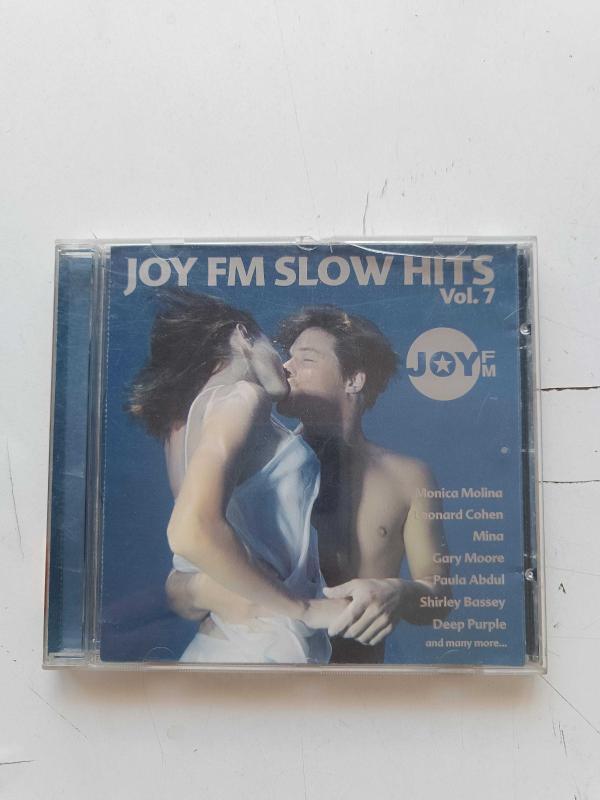 JOY FM SLOW HITS
Vol. 7
JOY FM
Monica Molina
Leonard Cohen
Mina
Gary Moore
Paula Abdul
Shirley Bassey
Deep Purple
and many more...